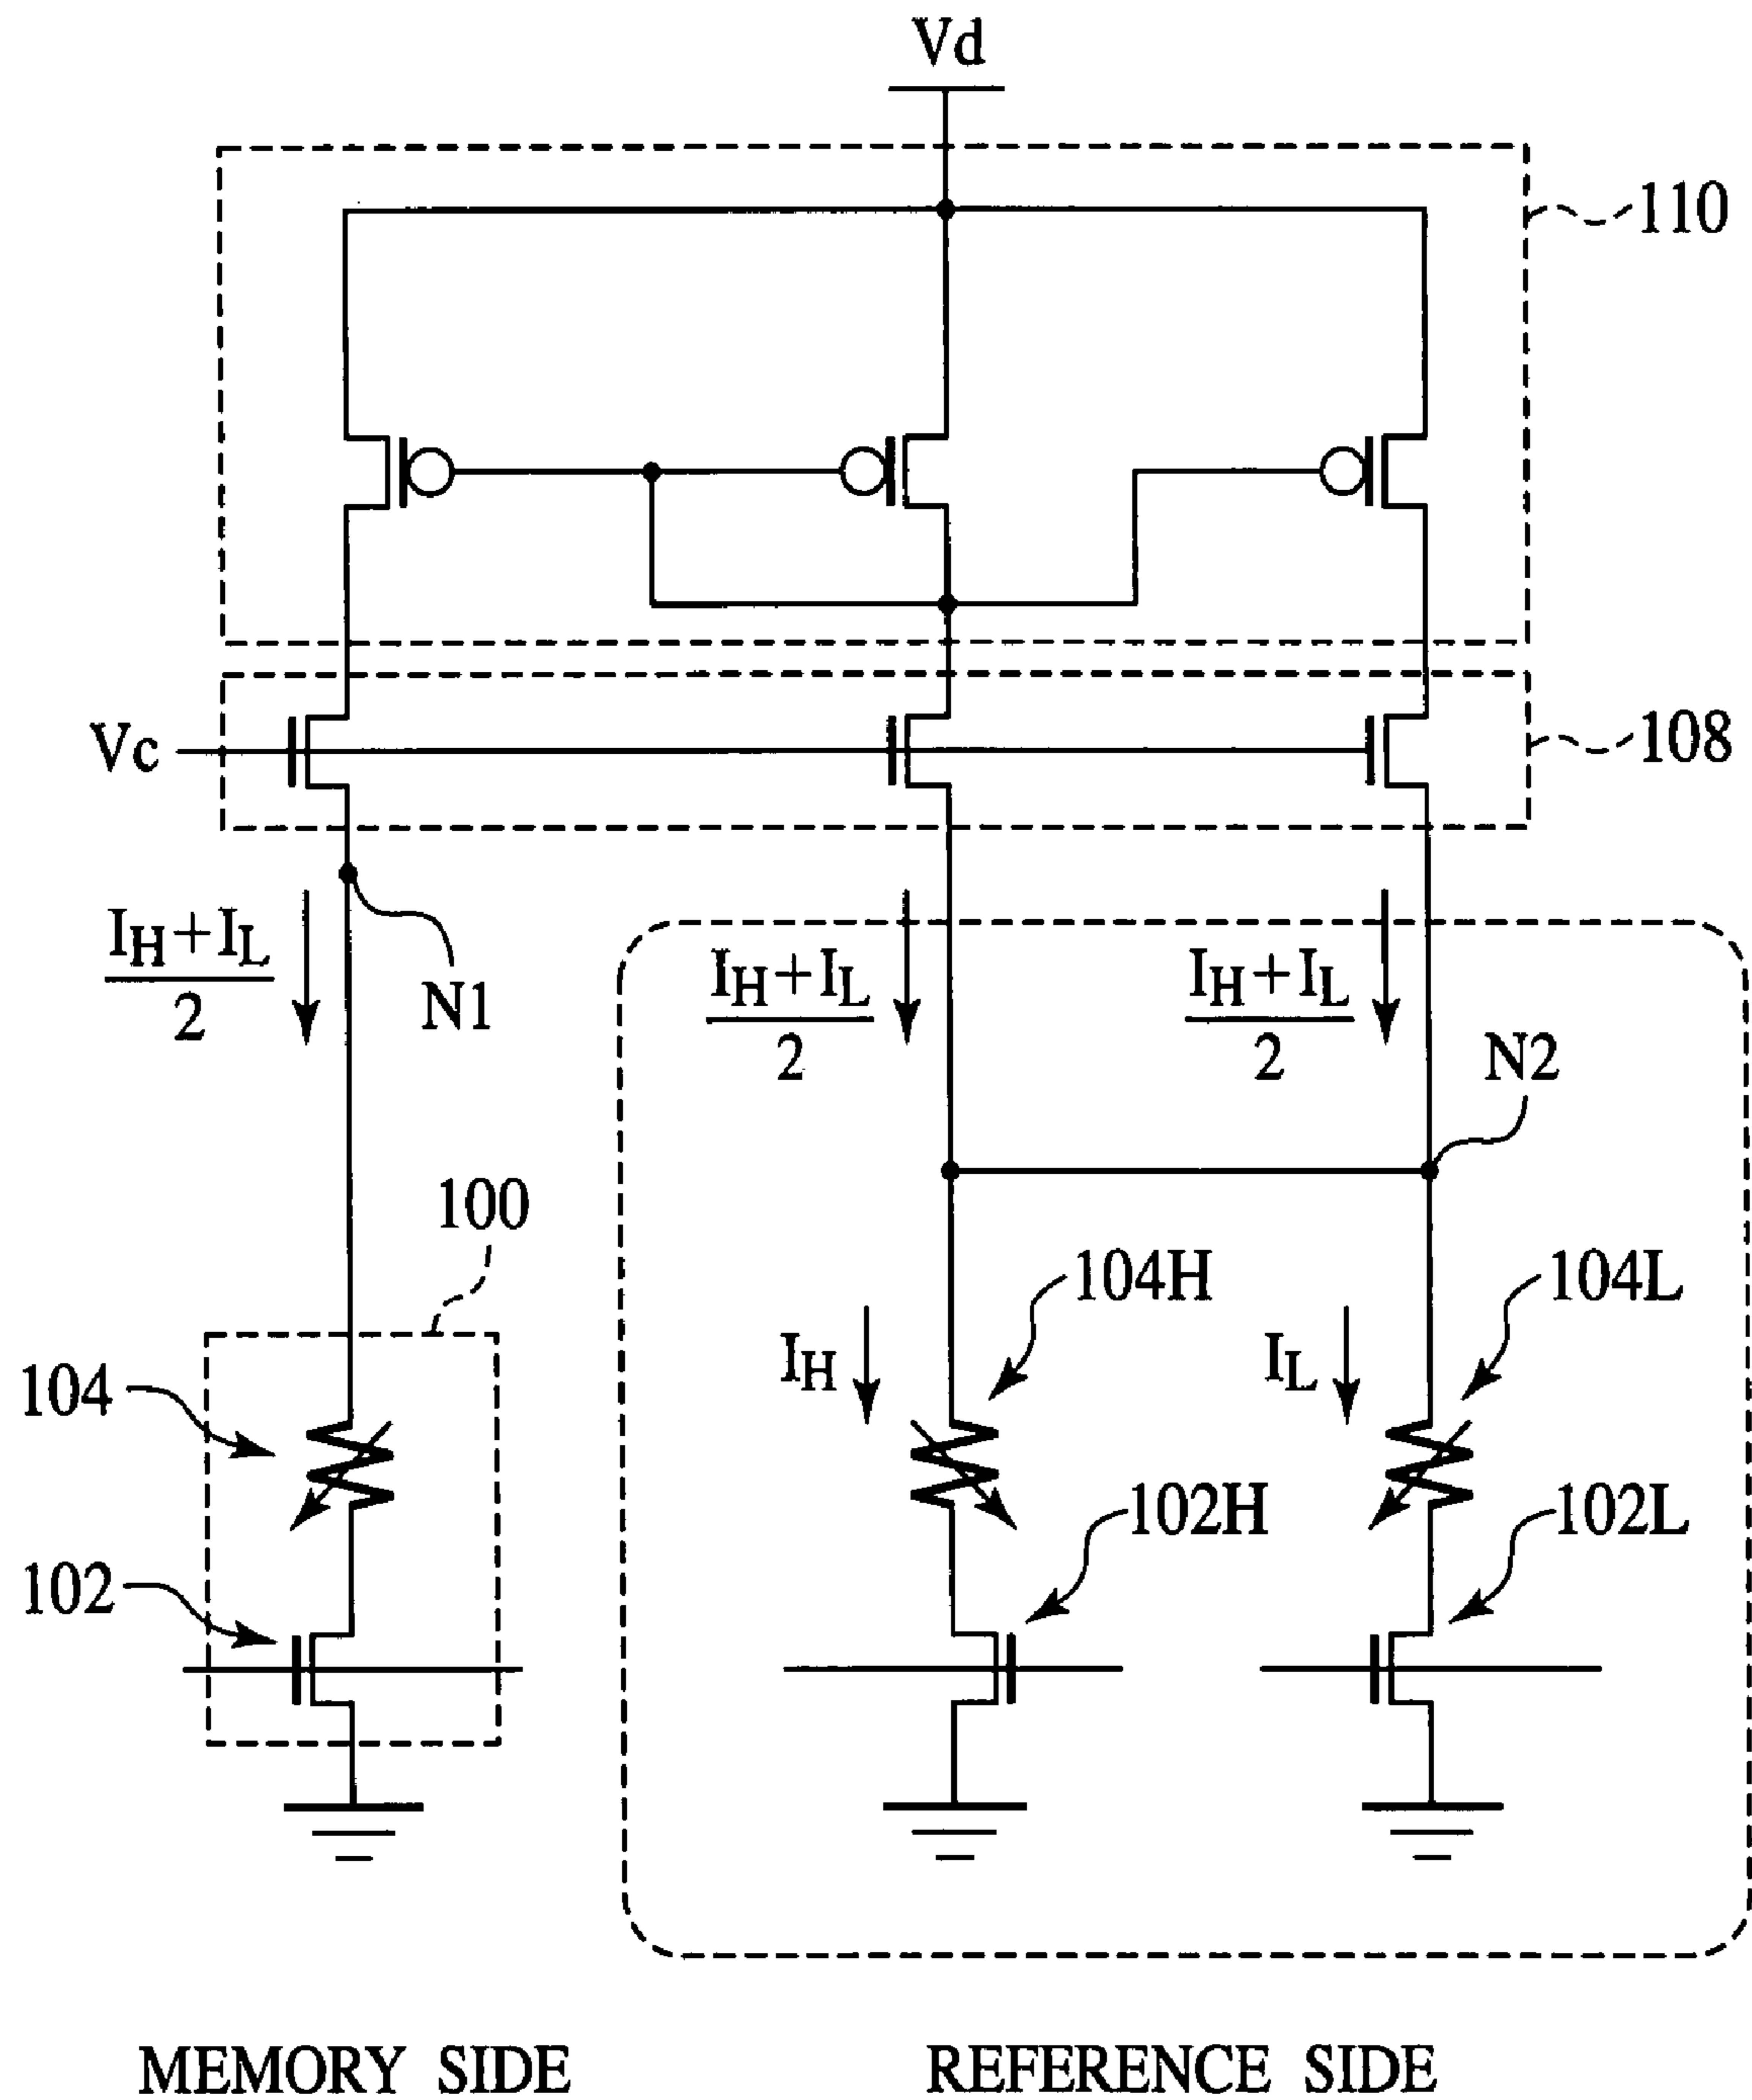 Vd
110
Vc
108
I_H+I_L
2
N1
I_H+I_L
2
I_H+I_L
2
N2
100
104H
104L
I_H
I_L
104
102H
102L
102
MEMORY SIDE
REFERENCE SIDE